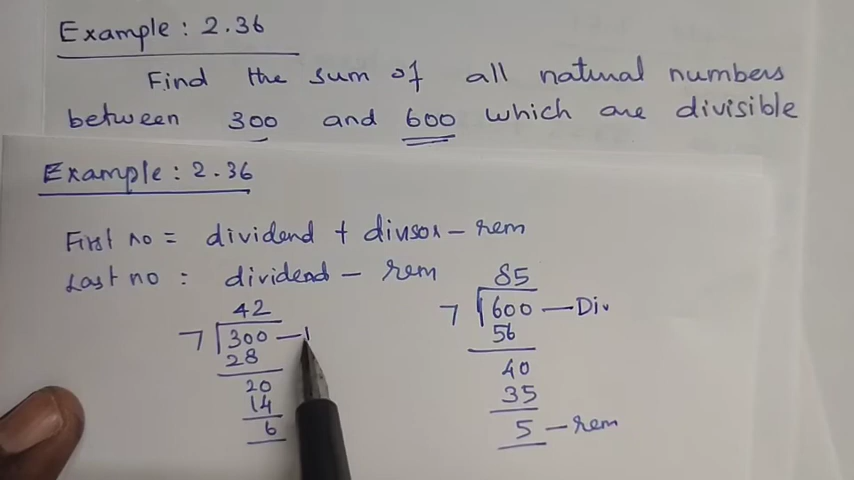 Example: 2.36
Find the sum of all natural numbers
between 300 and 600 which are divisible
Example: 2.36
First no = dividend + divisor - rem
Last no : dividend - rem
42
7 300 —
28
20
14
6
85
7 600 — Div
56
40
35
5 — rem